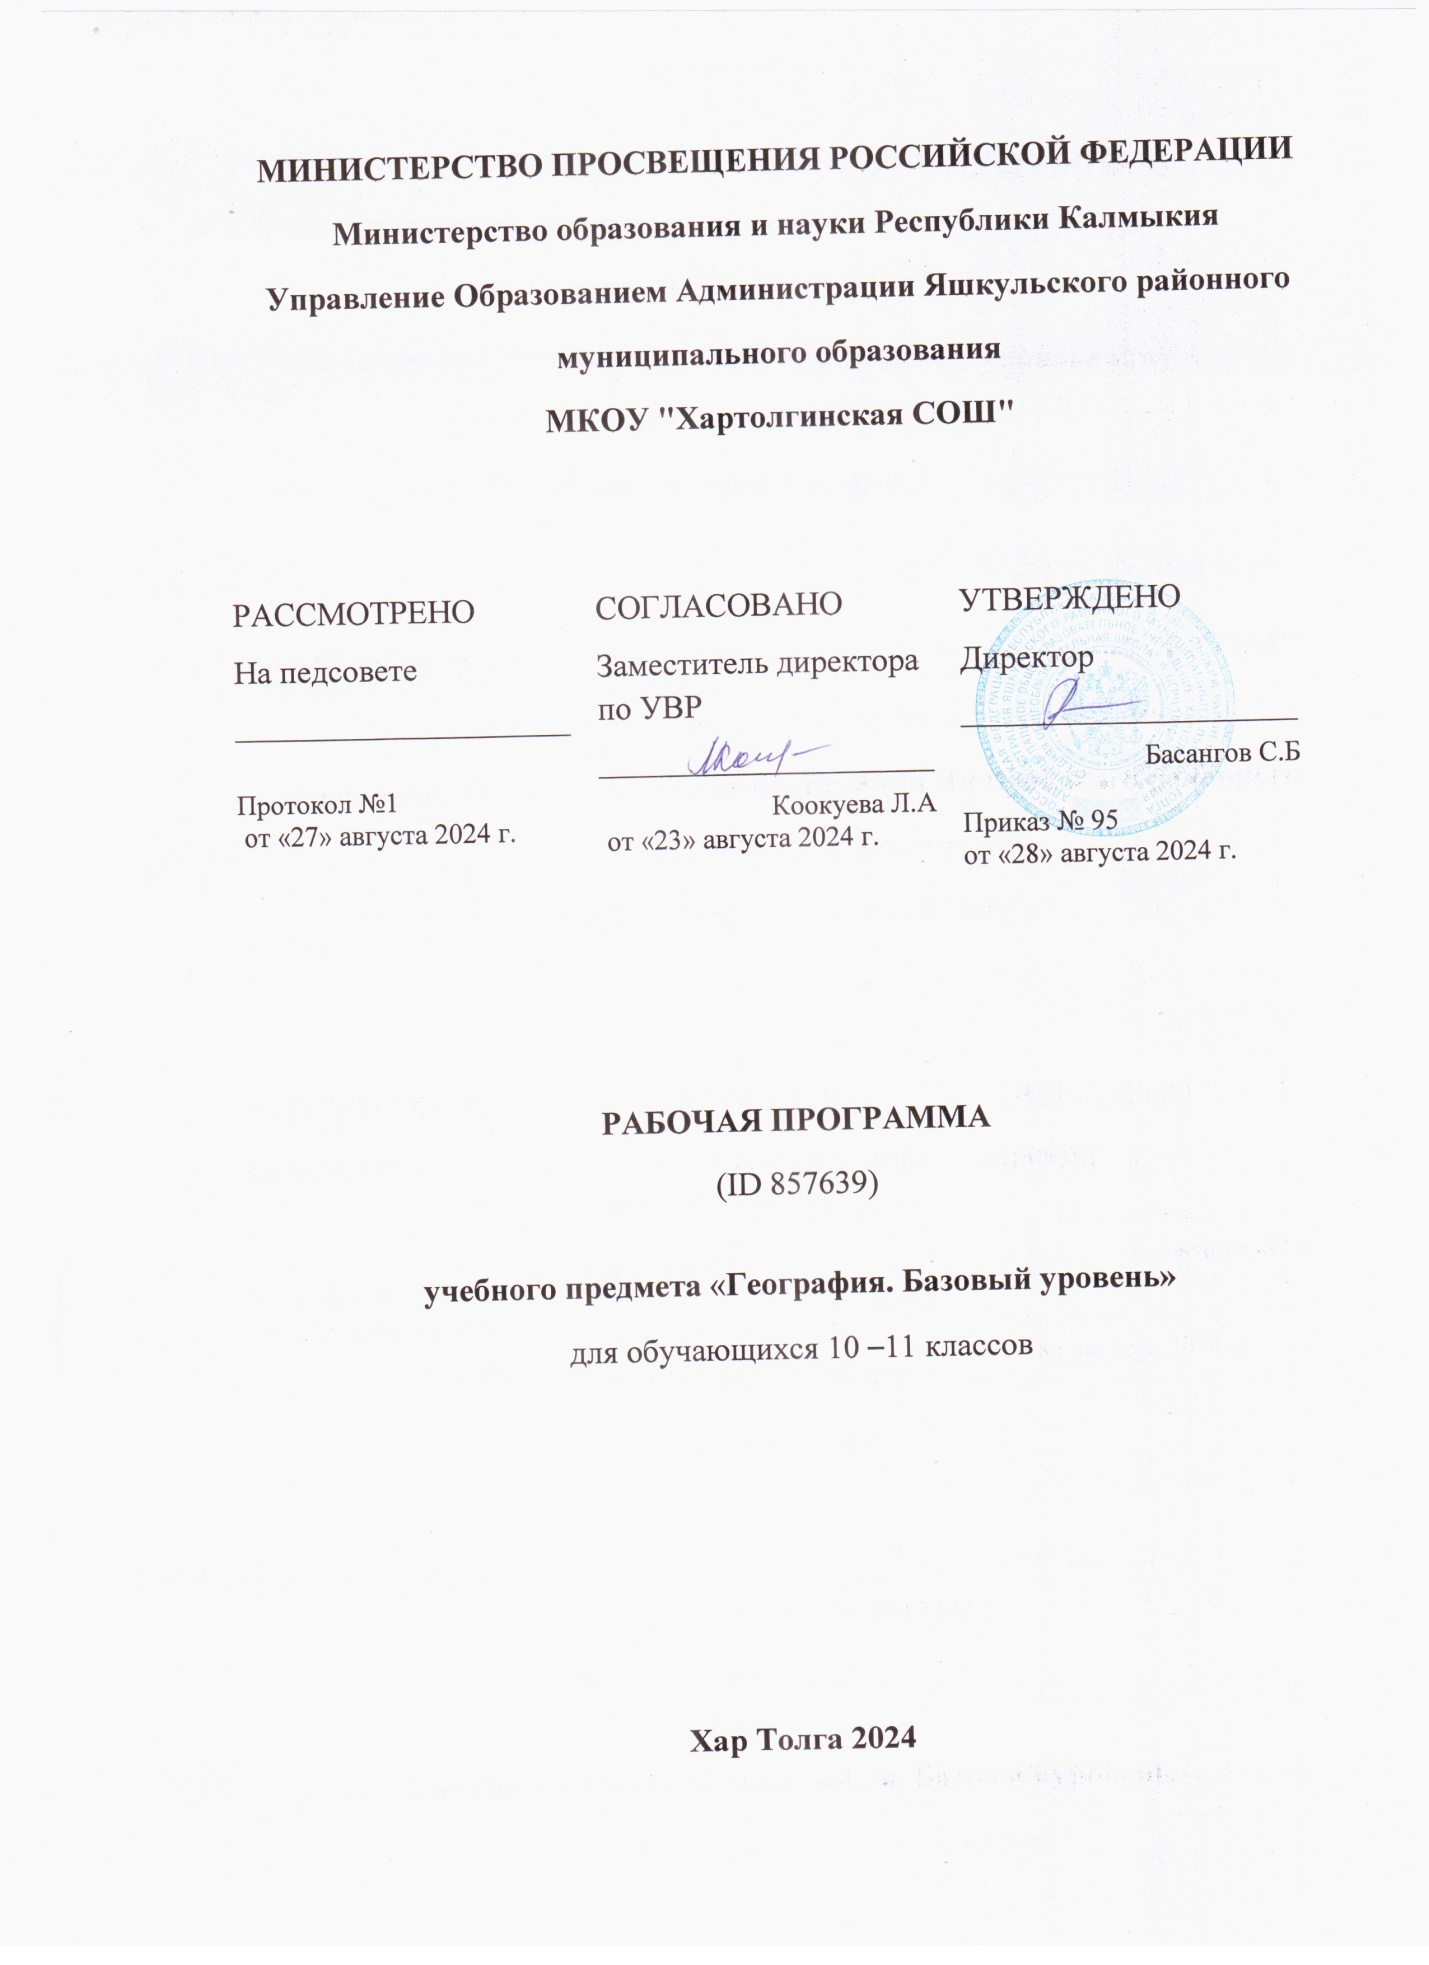 МИНИСТЕРСТВО ПРОСВЕЩЕНИЯ РОССИЙСКОЙ ФЕДЕРАЦИИ
Министерство образования и науки Республики Калмыкия
Управление Образованием Администрации Яшкульского районного
муниципального образования
МКОУ "Хартолгинская СОШ"
РАССМОТРЕНО
На педсовете
Протокол №1
от «27» августа 2024 г.
СОГЛАСОВАНО
Заместитель директора
по УВР
Коокуева Л.А
от «23» августа 2024 г.
УТВЕРЖДЕНО
Директор
Басангов С.Б
Приказ № 95
от «28» августа 2024 г.
РАБОЧАЯ ПРОГРАММА
(ID 857639)
учебного предмета «География. Базовый уровень»
для обучающихся 10 –11 классов
Хар Толга 2024